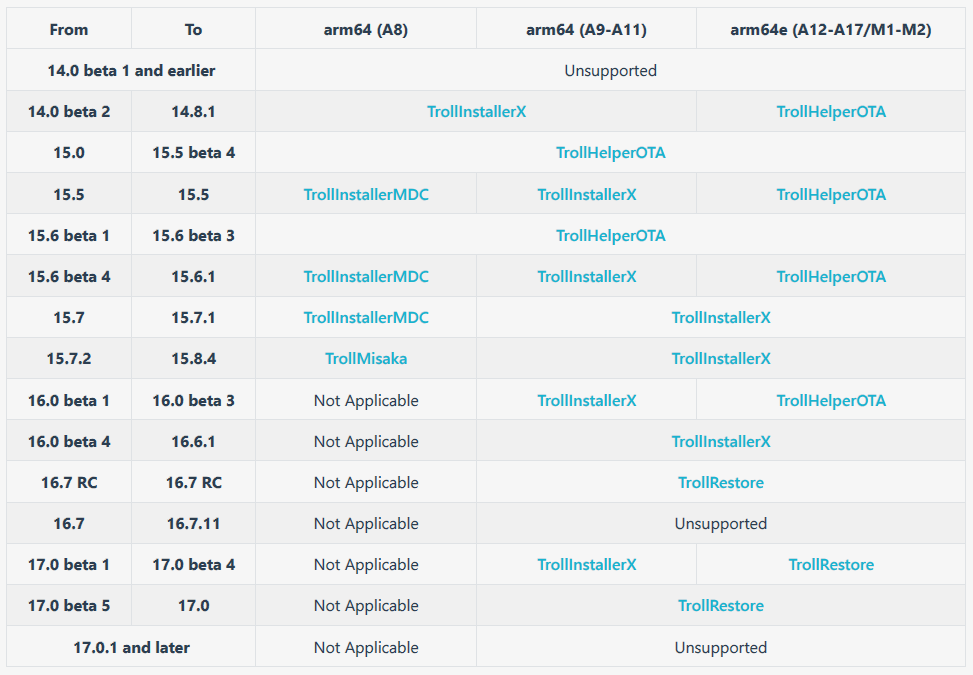 From To arm64 (A8) arm64 (A9-A11) arm64e (A12-A17/M1-M2)
14.0 beta 1 and earlier Unsupported
14.0 beta 2 14.8.1 TrollInstallerX TrollHelperOTA
15.0 15.5 beta 4 TrollHelperOTA
15.5 15.5 TrollInstallerMDC TrollInstallerX TrollHelperOTA
15.6 beta 1 15.6 beta 3 TrollHelperOTA
15.6 beta 4 15.6.1 TrollInstallerMDC TrollInstallerX TrollHelperOTA
15.7 15.7.1 TrollInstallerMDC TrollInstallerX
15.7.2 15.8.4 TrollMisaka TrollInstallerX
16.0 beta 1 16.0 beta 3 Not Applicable TrollInstallerX TrollHelperOTA
16.0 beta 4 16.6.1 Not Applicable TrollInstallerX
16.7 RC 16.7 RC Not Applicable TrollRestore
16.7 16.7.11 Not Applicable Unsupported
17.0 beta 1 17.0 beta 4 Not Applicable TrollInstallerX TrollRestore
17.0 beta 5 17.0 Not Applicable TrollRestore
17.0.1 and later Not Applicable Unsupported